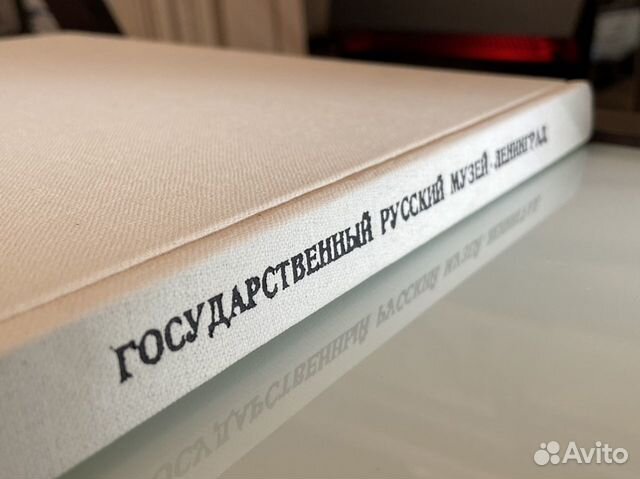 ГОСУДАРСТВЕННЫЙ РУССКИЙ МУЗЕЙ·ЛЕНИНГРАД
Avito